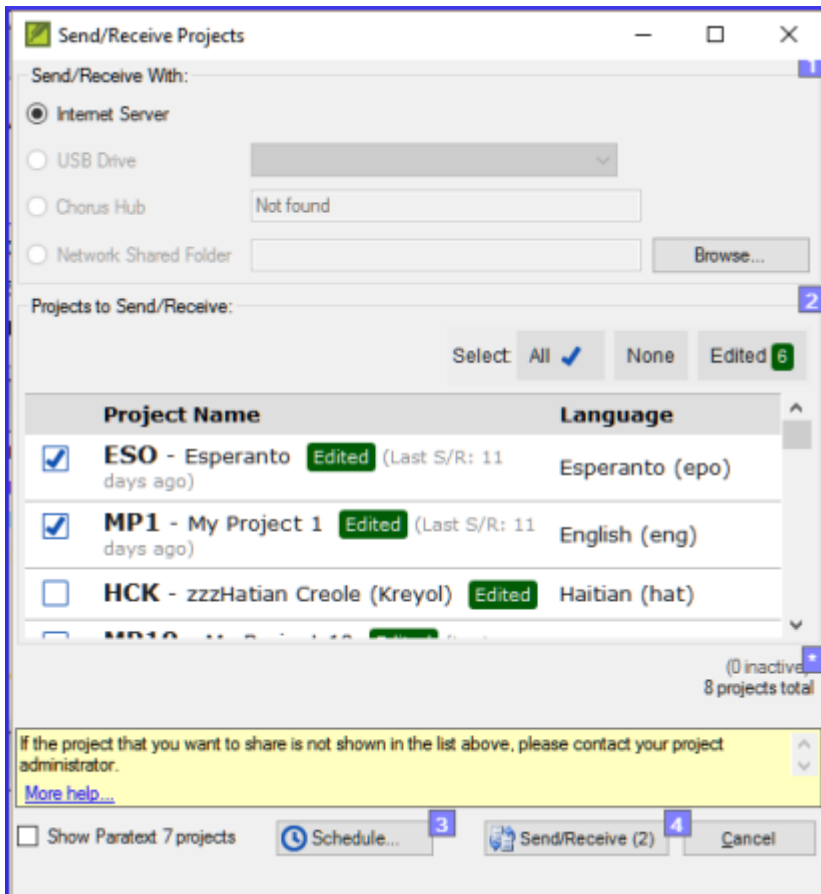 Send/Receive Projects
1
Send/Receive With:
Internet Server
USB Drive
Chorus Hub Not found
Network Shared Folder Browse...
2
Projects to Send/Receive:
Select: All None Edited 6
Project Name Language
ESO - Esperanto Edited (Last S/R: 11 days ago) Esperanto (epo)
MP1 - My Project 1 Edited (Last S/R: 11 days ago) English (eng)
HCK - zzzHatian Creole (Kreyol) Edited Haitian (hat)
*
(0 inactive)
8 projects total
If the project that you want to share is not shown in the list above, please contact your project
administrator.
More help...
Show Paratext 7 projects Schedule... 3 Send/Receive (2) 4 Cancel